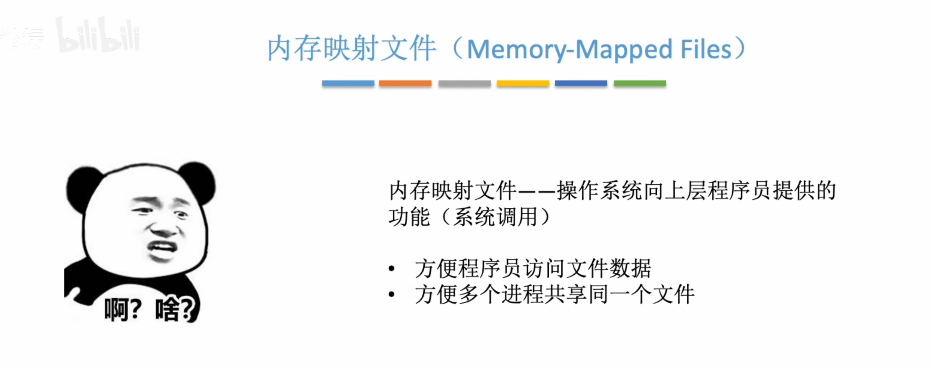 bilibili
内存映射文件（Memory-Mapped Files）
内存映射文件——操作系统向上层程序员提供的
功能（系统调用）
• 方便程序员访问文件数据
• 方便多个进程共享同一个文件
啊？啥？